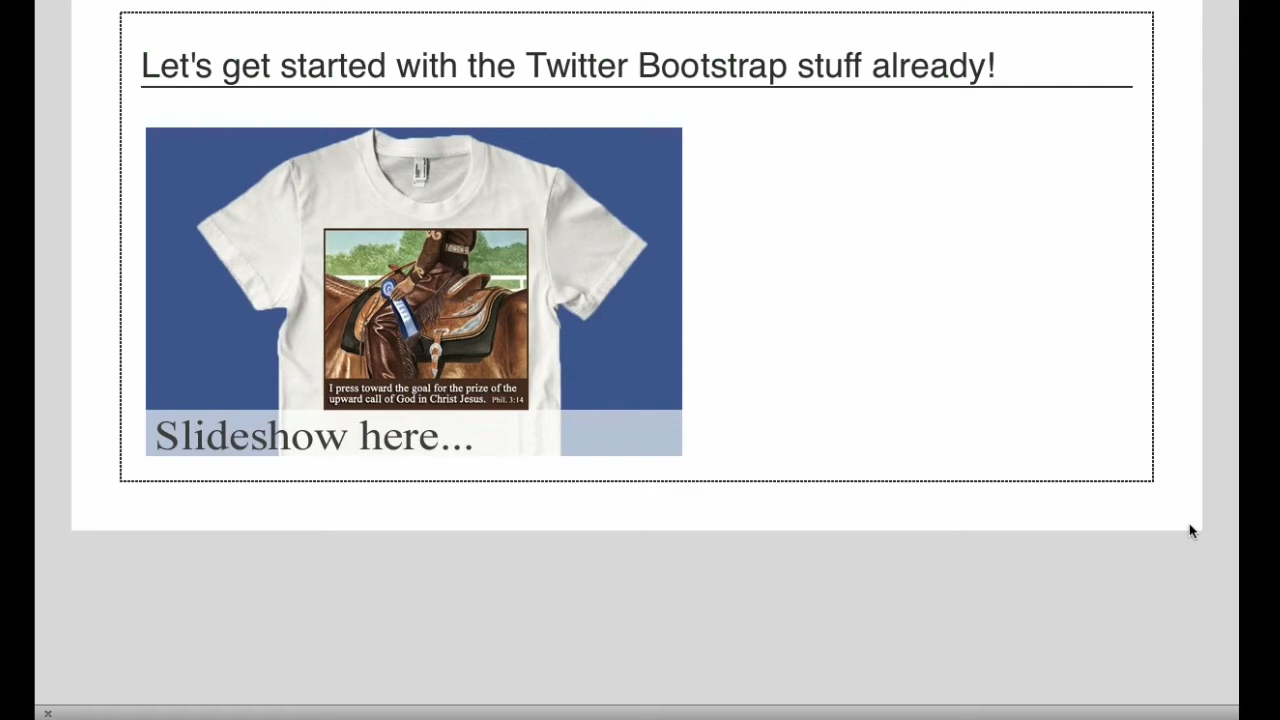 Let's get started with the Twitter Bootstrap stuff already!
I press toward the goal for the prize of the
upward call of God in Christ Jesus. Phil. 3:14
Slideshow here...